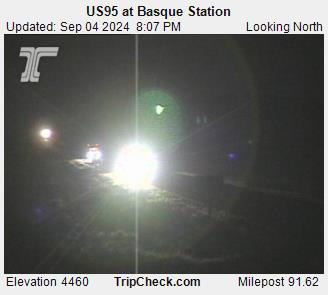 US95 at Basque Station
Updated: Sep 04 2024 8:07 PM Looking North
Elevation 4460 TripCheck.com Milepost 91.62